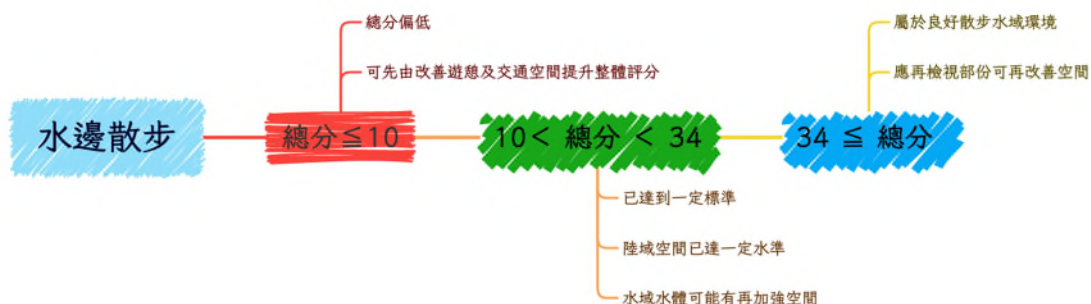 總分偏低
屬於良好散步水域環境
可先由改善遊憩及交通空間提升整體評分
應再檢視部份可再改善空間
水邊散步
總分≦10
10< 總分 < 34
34 ≦ 總分
已達到一定標準
陸域空間已達一定水準
水域水體可能有再加強空間